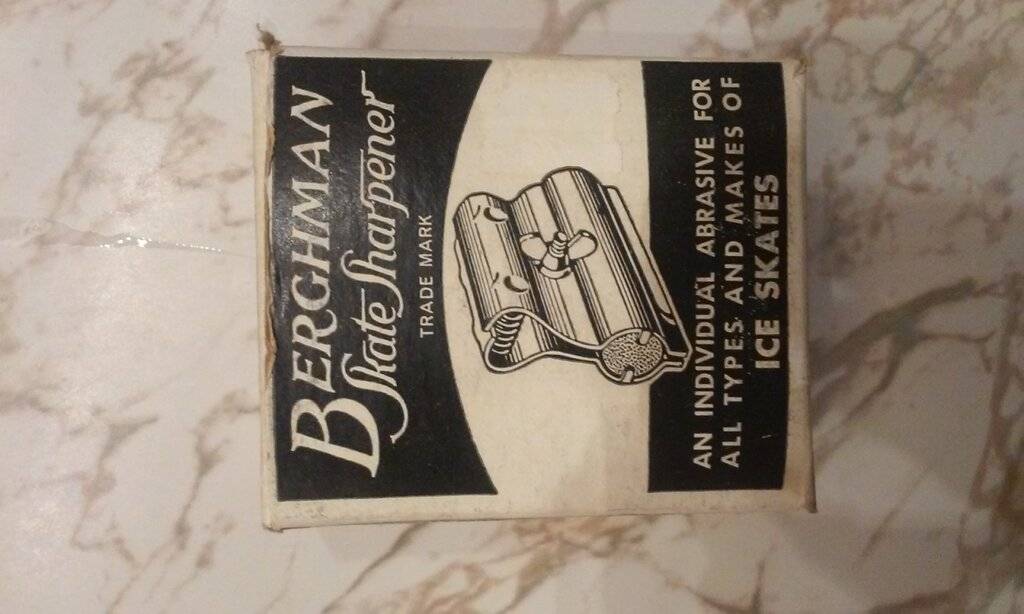 BERGHMAN
Skate Sharpener
TRADE MARK
AN INDIVIDUAL ABRASIVE FOR
ALL TYPES AND MAKES OF
ICE SKATES